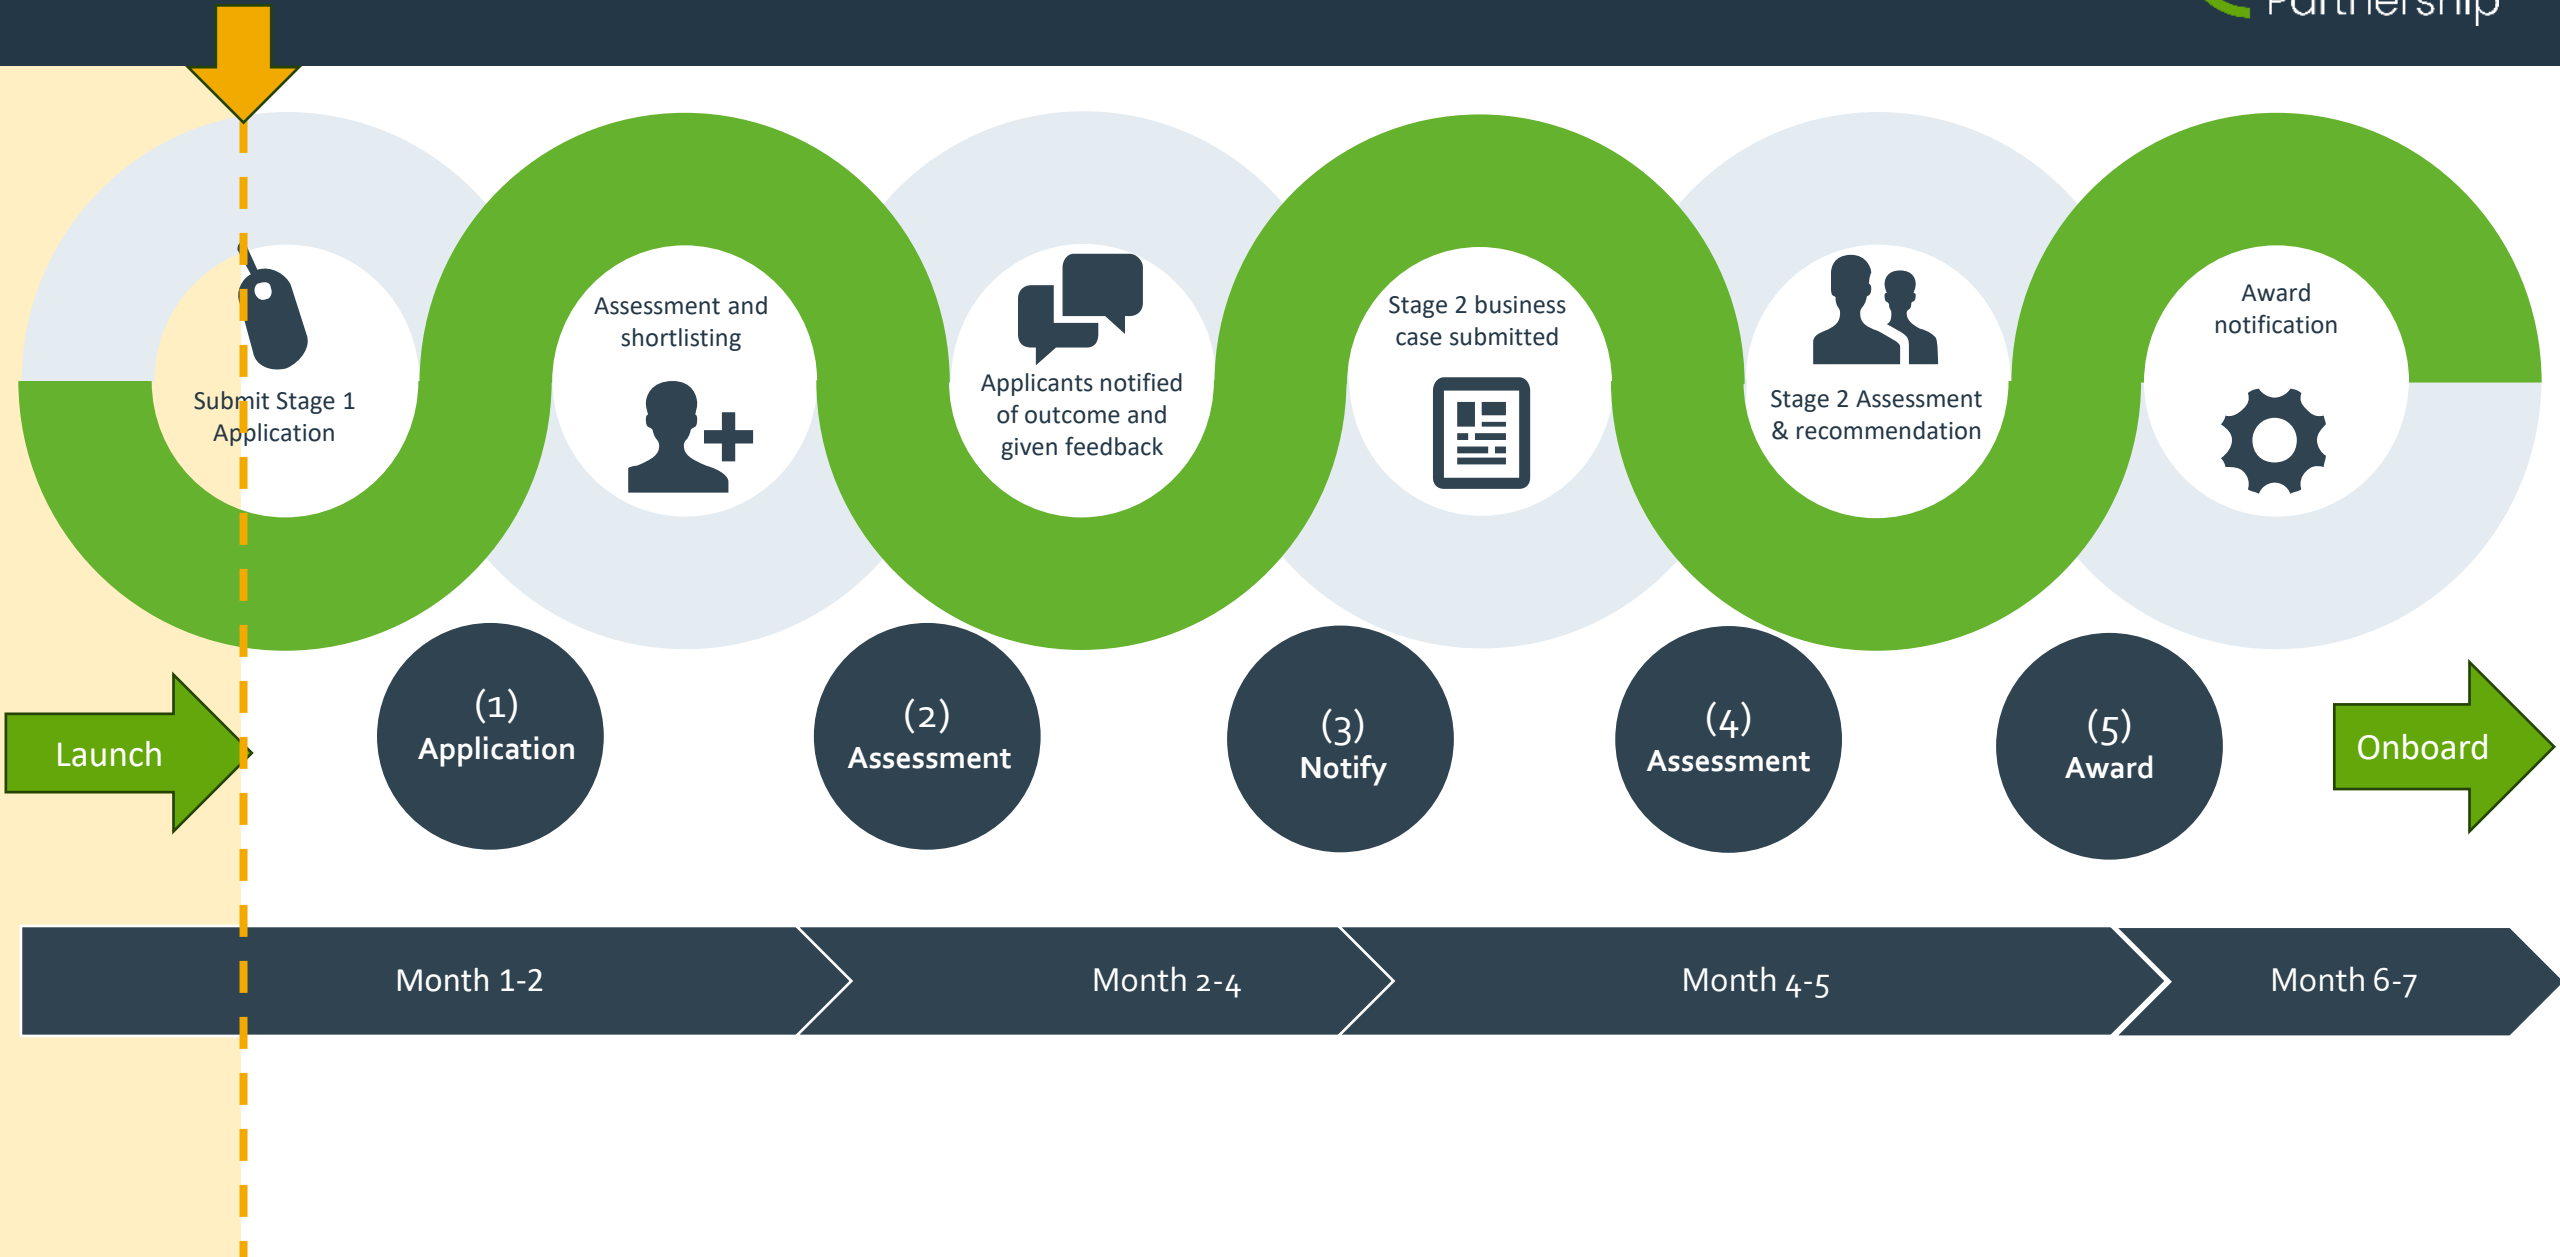 Partnership
Submit Stage 1
Application
Assessment and
shortlisting
Applicants notified
of outcome and
given feedback
Stage 2 business
case submitted
Stage 2 Assessment
& recommendation
Award
notification
Launch
(1)
Application
(2)
Assessment
(3)
Notify
(4)
Assessment
(5)
Award
Onboard
Month 1-2
Month 2-4
Month 4-5
Month 6-7